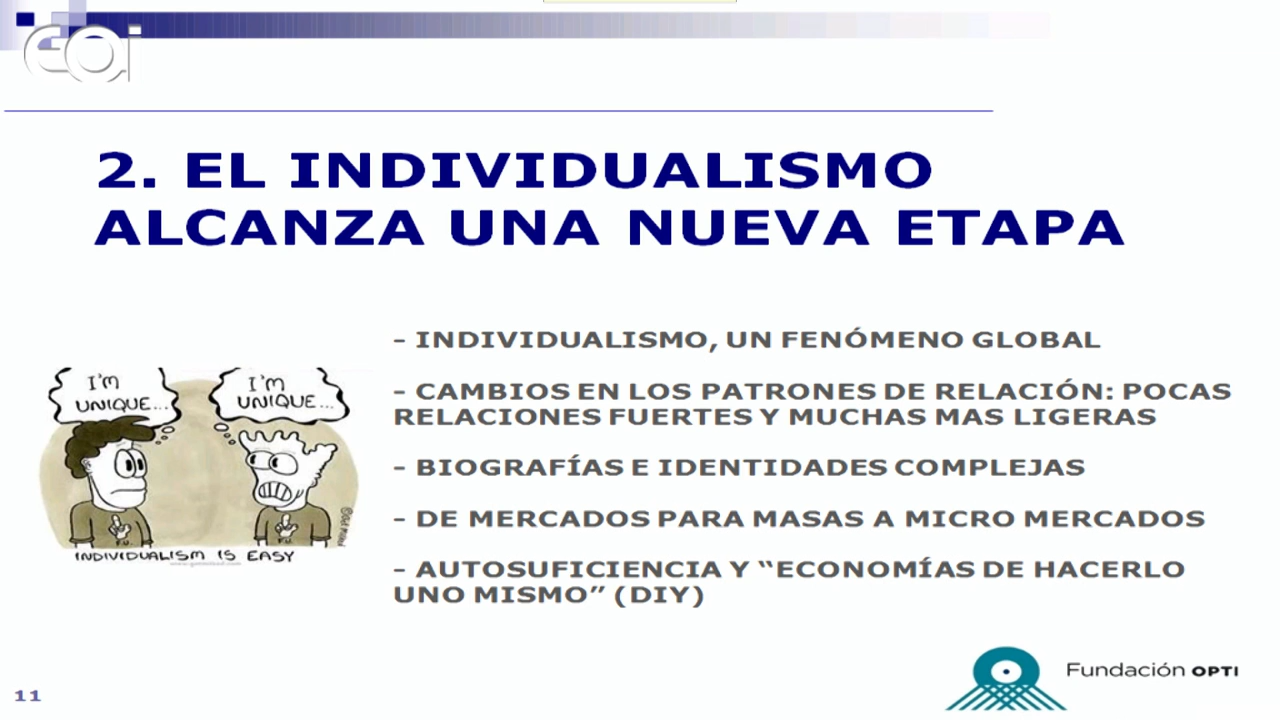 eoi
2. EL INDIVIDUALISMO
ALCANZA UNA NUEVA ETAPA
I'M
UNIQUE...
I'M
UNIQUE...
F.U.
F.U.
INDIVIDUALISM IS EASY
- INDIVIDUALISMO, UN FENÓMENO GLOBAL
- CAMBIOS EN LOS PATRONES DE RELACIÓN: POCAS
RELACIONES FUERTES Y MUCHAS MAS LIGERAS
- BIOGRAFÍAS E IDENTIDADES COMPLEJAS
- DE MERCADOS PARA MASAS A MICRO MERCADOS
- AUTOSUFICIENCIA Y “ECONOMÍAS DE HACERLO
UNO MISMO” (DIY)
Fundación OPTI
11